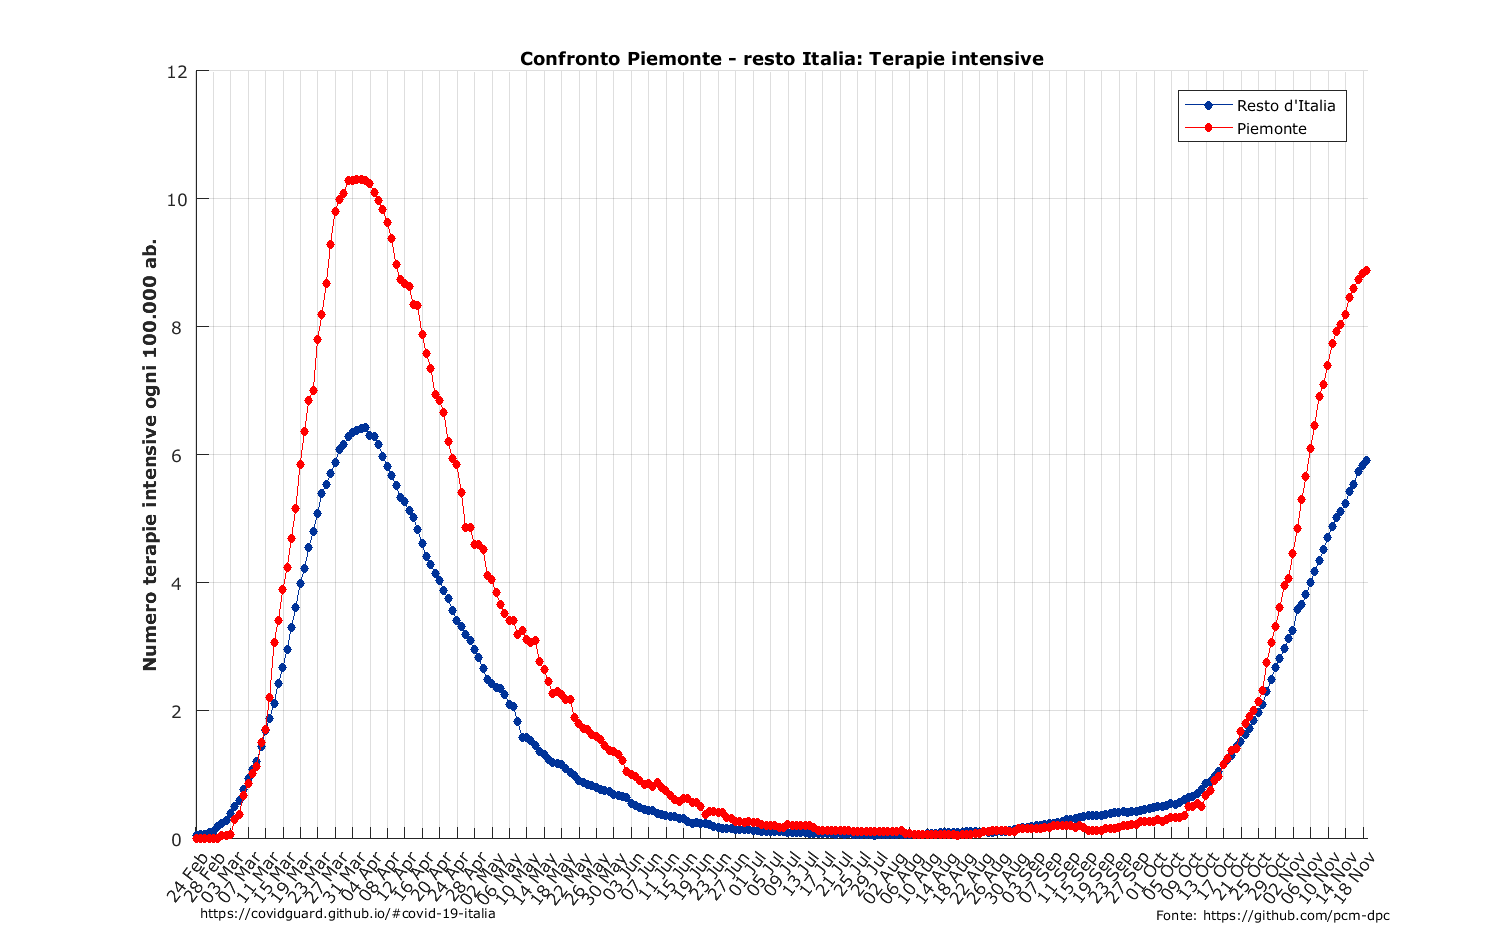 Confronto Piemonte - resto Italia: Terapie intensive
Resto d'Italia
Piemonte
Numero terapie intensive ogni 100.000 ab.
12
10
8
6
4
2
0
24 Feb
28 Feb
03 Mar
07 Mar
11 Mar
15 Mar
19 Mar
23 Mar
27 Mar
31 Mar
04 Apr
08 Apr
12 Apr
16 Apr
20 Apr
24 Apr
28 Apr
02 May
06 May
10 May
14 May
18 May
22 May
26 May
30 May
03 Jun
07 Jun
11 Jun
15 Jun
19 Jun
23 Jun
27 Jun
01 Jul
05 Jul
09 Jul
13 Jul
17 Jul
21 Jul
25 Jul
29 Jul
02 Aug
06 Aug
10 Aug
14 Aug
18 Aug
22 Aug
26 Aug
30 Aug
03 Sep
07 Sep
11 Sep
15 Sep
19 Sep
23 Sep
27 Sep
01 Oct
05 Oct
09 Oct
13 Oct
17 Oct
21 Oct
25 Oct
29 Oct
02 Nov
06 Nov
10 Nov
14 Nov
18 Nov
https://covidguard.github.io/#covid-19-italia
Fonte: https://github.com/pcm-dpc